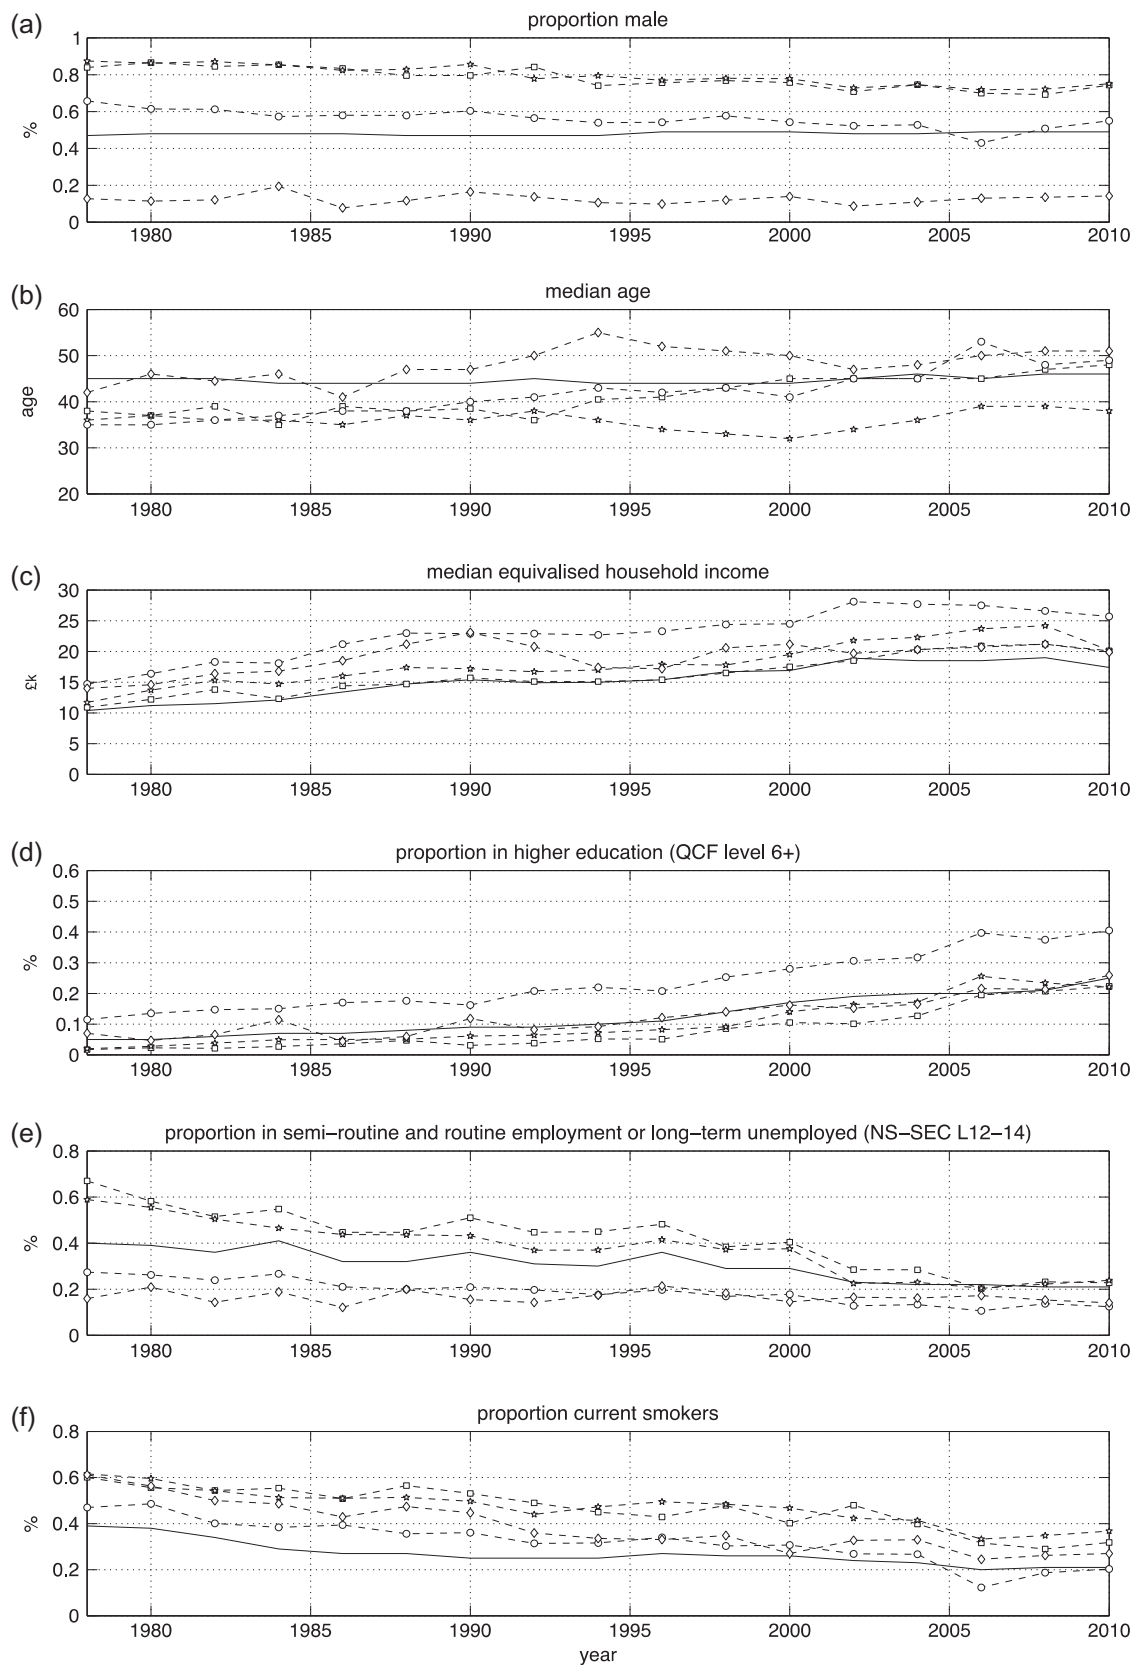 (a)
proportion male
1
0.8
0.6
0.4
0.2
0
%
1980 1985 1990 1995 2000 2005 2010
(b)
median age
60
50
40
30
20
age
1980 1985 1990 1995 2000 2005 2010
(c)
median equivalised household income
30
25
20
15
10
5
0
£k
1980 1985 1990 1995 2000 2005 2010
(d)
proportion in higher education (QCF level 6+)
0.6
0.5
0.4
0.3
0.2
0.1
0
%
1980 1985 1990 1995 2000 2005 2010
(e)
proportion in semi−routine and routine employment or long−term unemployed (NS−SEC L12−14)
0.8
0.6
0.4
0.2
0
%
1980 1985 1990 1995 2000 2005 2010
(f)
proportion current smokers
0.8
0.6
0.4
0.2
0
%
1980 1985 1990 1995 2000 2005 2010
year